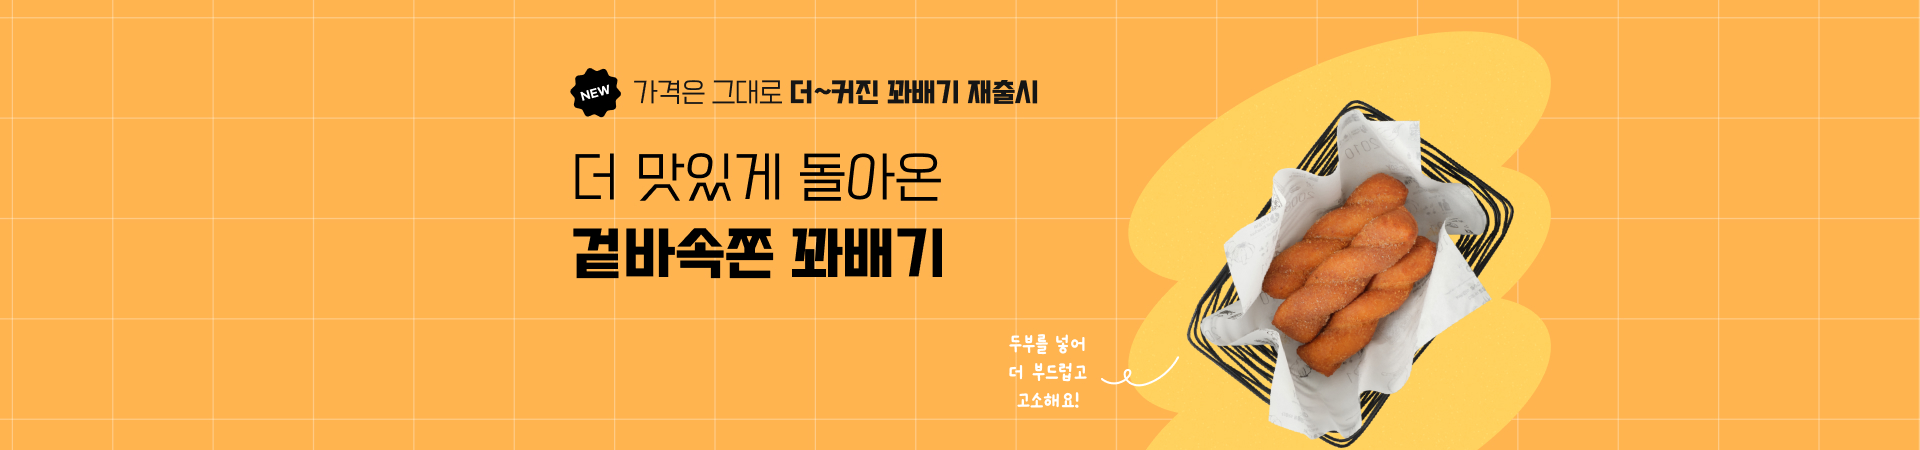 NEW
가격은 그대로 더~커진 꽈배기 재출시
더 맛있게 돌아온
겉바속쫀 꽈배기
두부를 넣어
더 부드럽고
고소해요!
2010